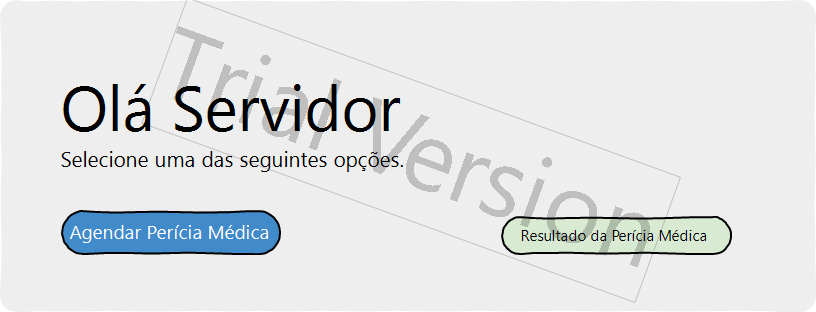 Trial Version
Olá Servidor
Selecione uma das seguintes opções.
Agendar Perícia Médica
Resultado da Perícia Médica